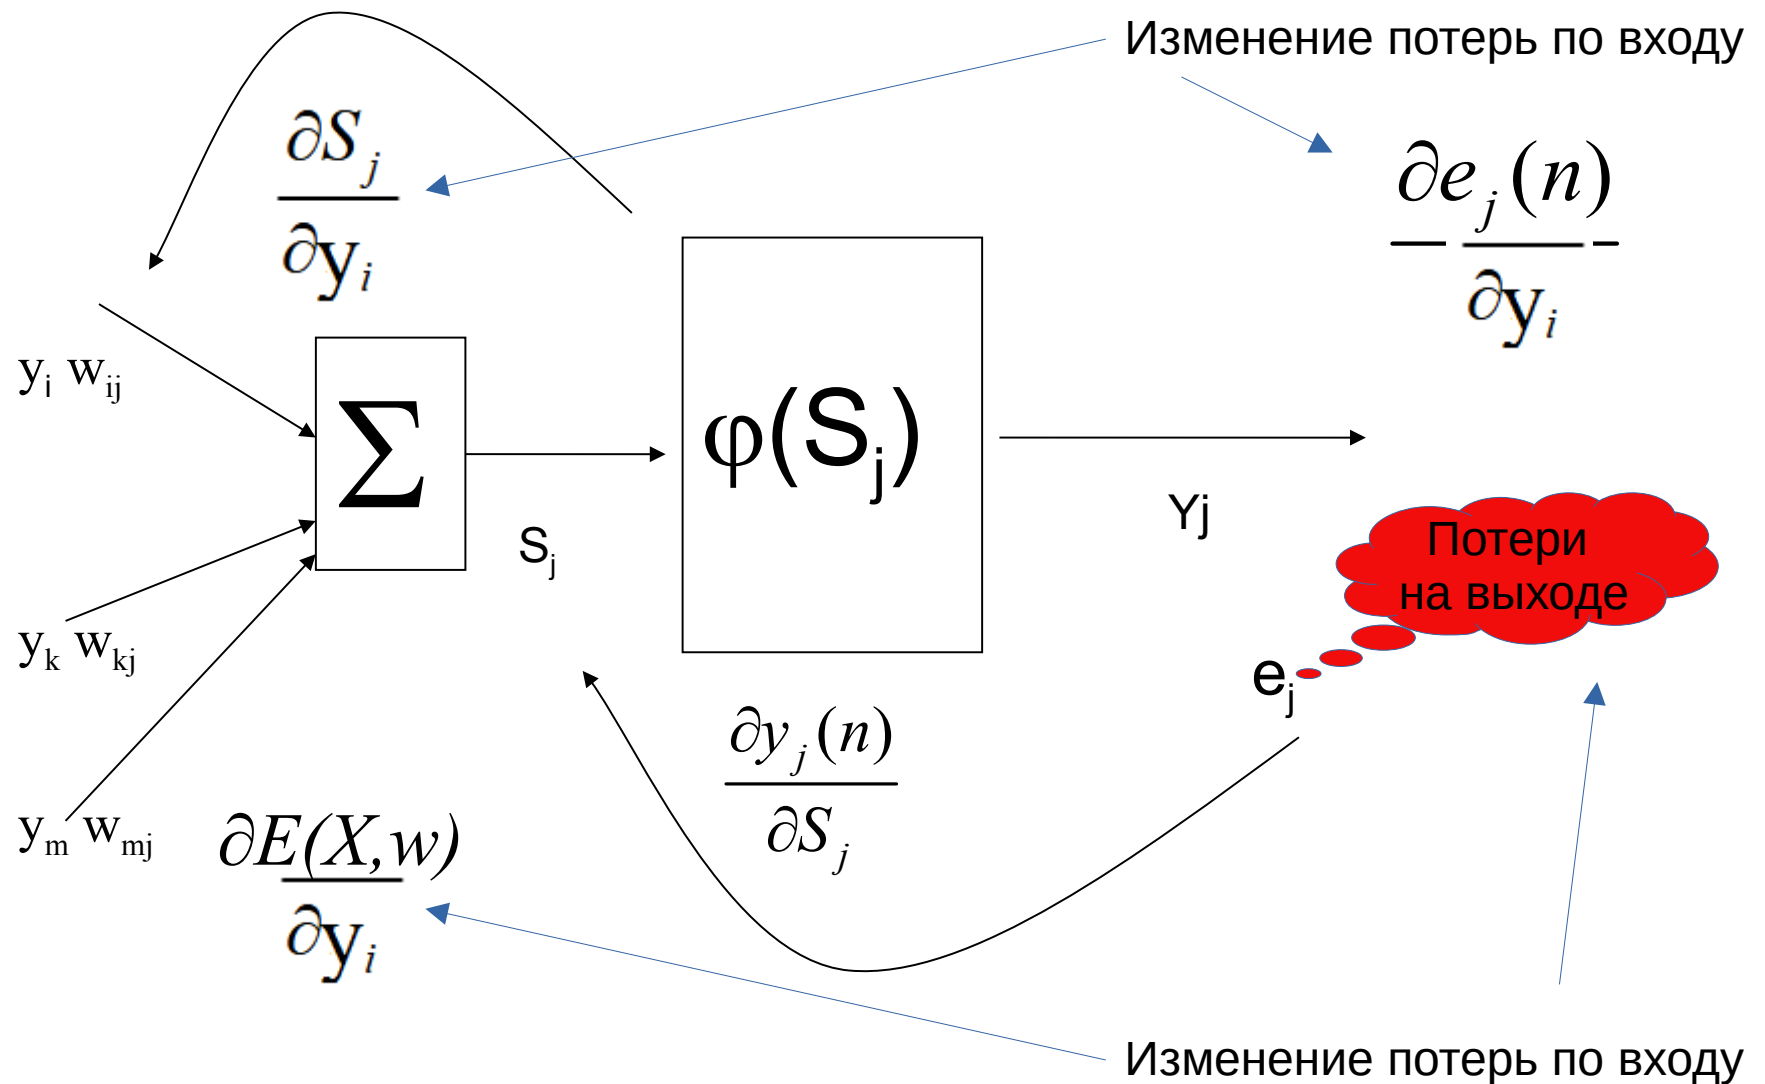 Изменение потерь по входу
∂S_j
∂y_i
∂e_j(n)
∂y_i
y_i w_ij
Σ
φ(S_j)
S_j
Yj
Потери
на выходе
e_j
y_k w_kj
∂y_j(n)
∂S_j
y_m w_mj
∂E(X,w)
∂y_i
Изменение потерь по входу